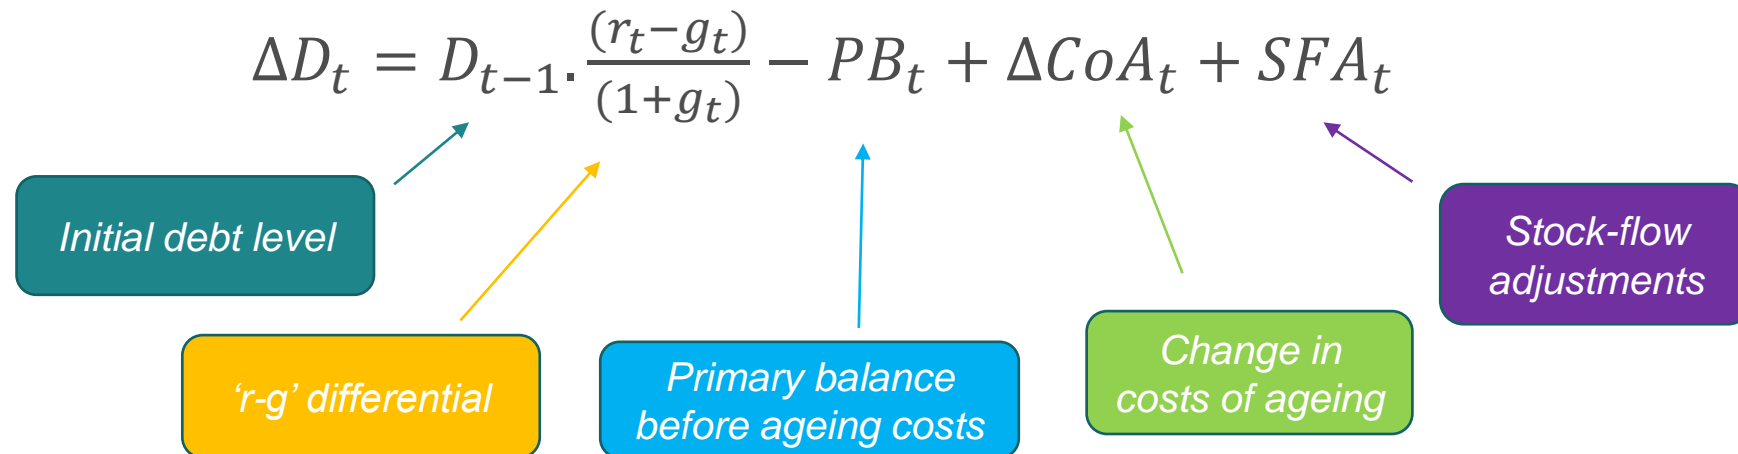 ΔD_t = D_{t−1}. (r_t−g_t)/(1+g_t) − PB_t + ΔCoA_t + SFA_t
Initial debt level
‘r-g’ differential
Primary balance
before ageing costs
Change in
costs of ageing
Stock-flow
adjustments